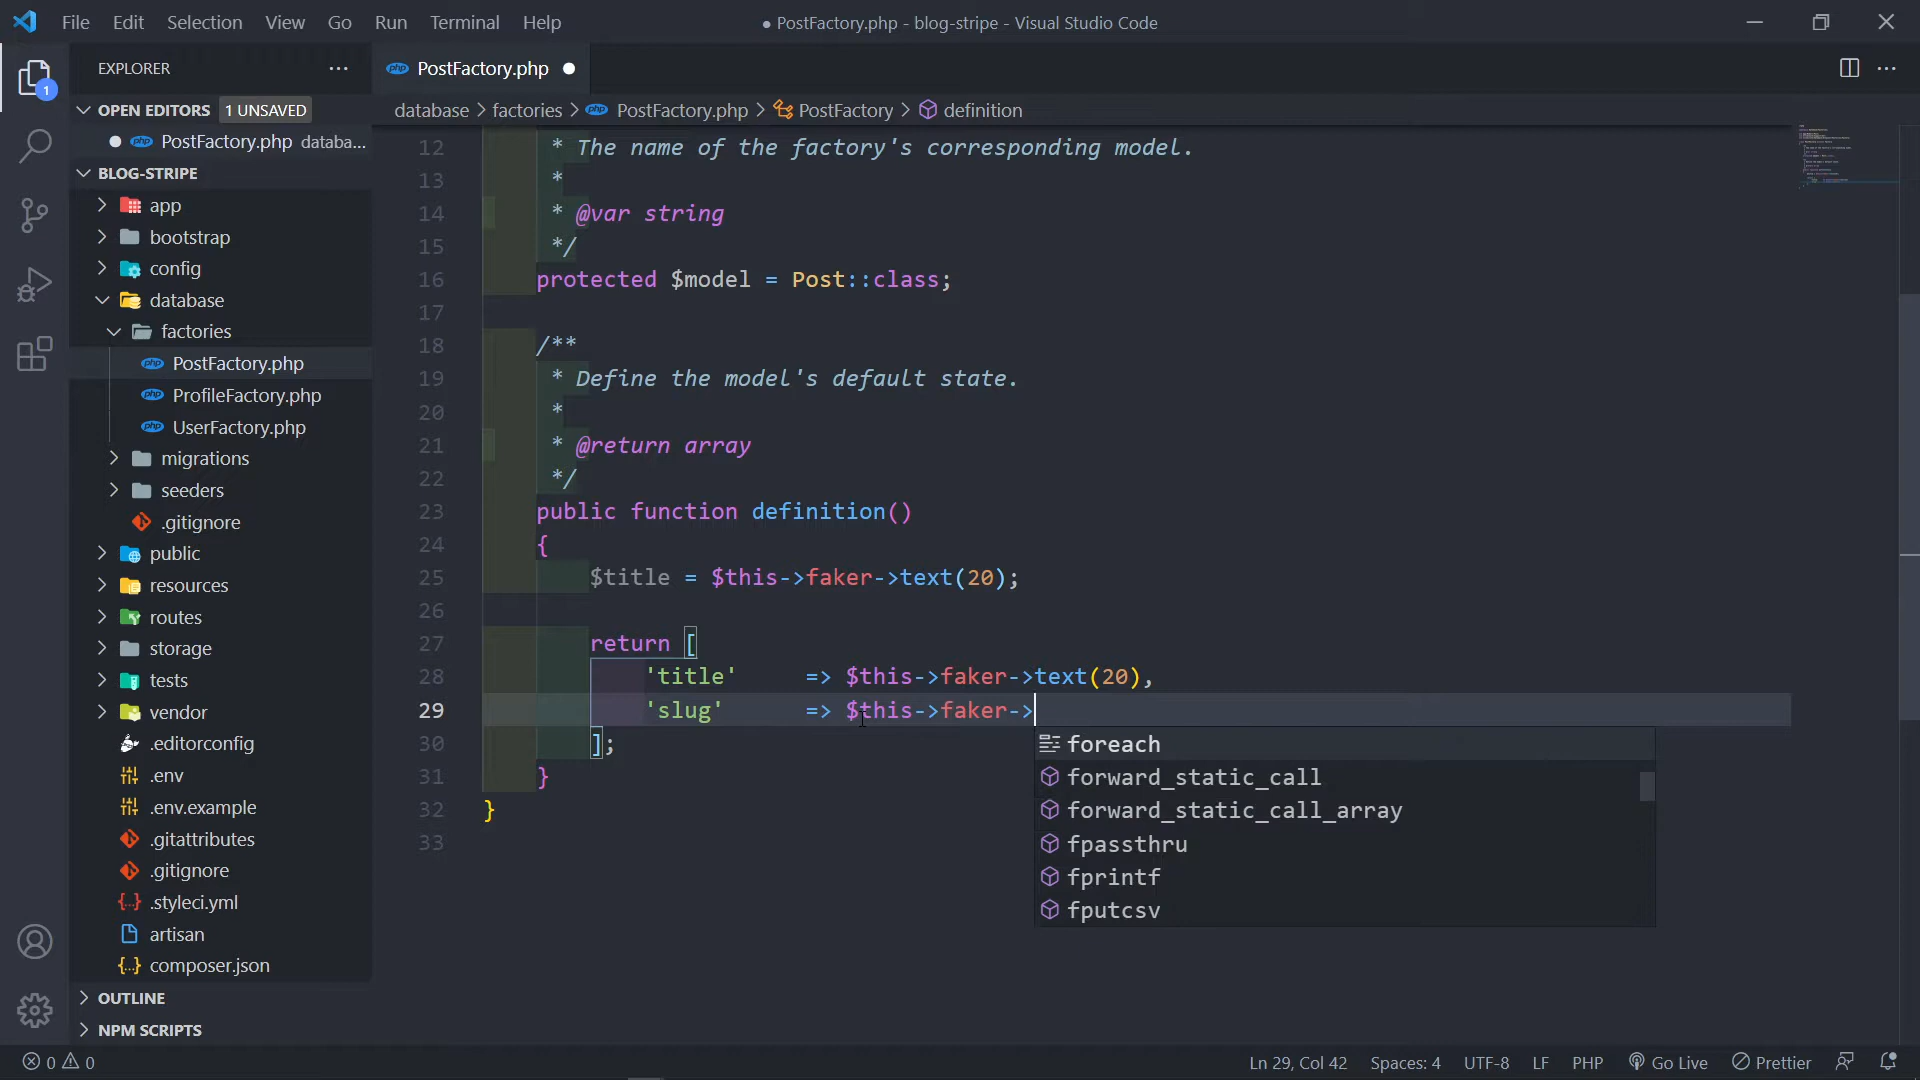 File Edit Selection View Go Run Terminal Help
● PostFactory.php - blog-stripe - Visual Studio Code
1
EXPLORER
OPEN EDITORS 1 UNSAVED
PostFactory.php databa...
BLOG-STRIPE
app
bootstrap
config
database
factories
PostFactory.php
ProfileFactory.php
UserFactory.php
migrations
seeders
.gitignore
public
resources
routes
storage
tests
vendor
.editorconfig
.env
.env.example
.gitattributes
.gitignore
.styleci.yml
artisan
composer.json
OUTLINE
NPM SCRIPTS
php PostFactory.php
database > factories > PostFactory.php > PostFactory > definition
12 * The name of the factory's corresponding model.
13 *
14 * @var string
15 */
16 protected $model = Post::class;
17
18 /**
19 * Define the model's default state.
20 *
21 * @return array
22 */
23 public function definition()
24 {
25 $title = $this->faker->text(20);
26
27 return [
28 'title' => $this->faker->text(20),
29 'slug' => $this->faker->
30 ];
31 }
32 }
33
foreach
forward_static_call
forward_static_call_array
fpassthru
fprintf
fputcsv
0 0
Ln 29, Col 42 Spaces: 4 UTF-8 LF PHP Go Live Prettier